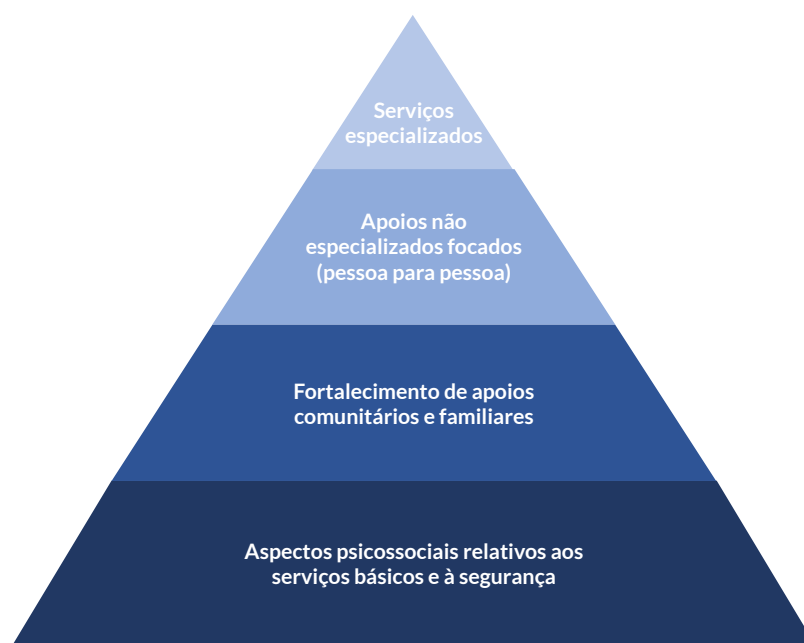 Serviços
especializados
Apoios não
especializados focados
(pessoa para pessoa)
Fortalecimento de apoios
comunitários e familiares
Aspectos psicossociais relativos aos
serviços básicos e à segurança